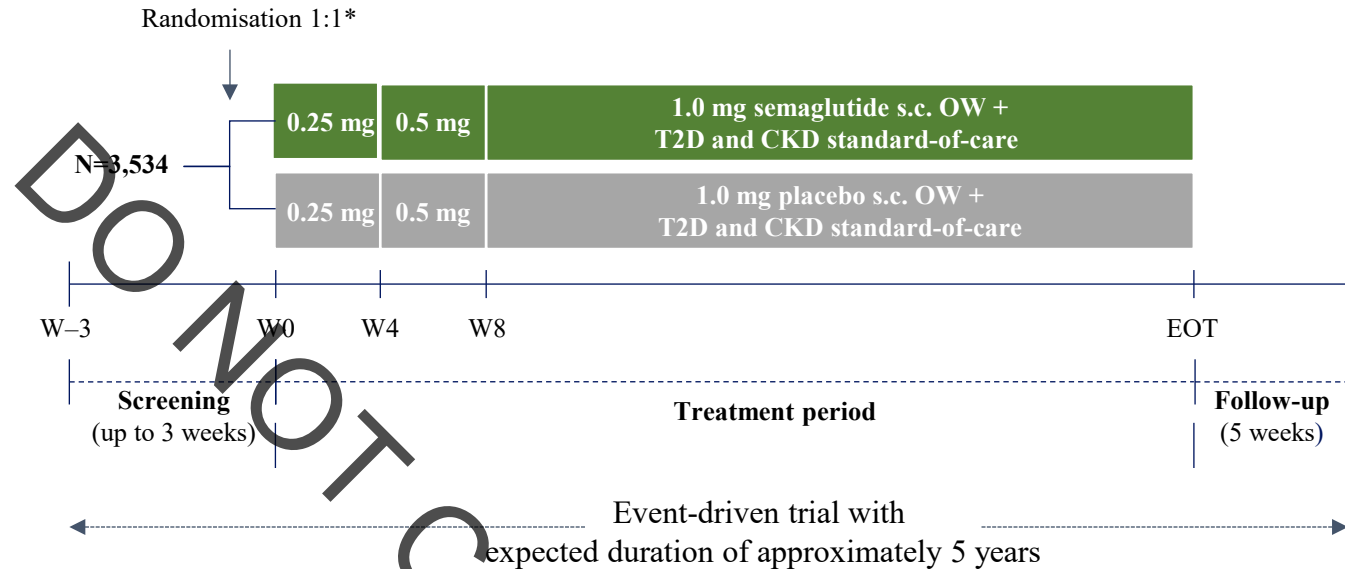 Randomisation 1:1*
N=3,534
0.25 mg
0.5 mg
1.0 mg semaglutide s.c. OW +
T2D and CKD standard-of-care
0.25 mg
0.5 mg
1.0 mg placebo s.c. OW +
T2D and CKD standard-of-care
W–3
W0
W4
W8
EOT
Screening
(up to 3 weeks)
Treatment period
Follow-up
(5 weeks)
Event-driven trial with
expected duration of approximately 5 years
DO NOT C